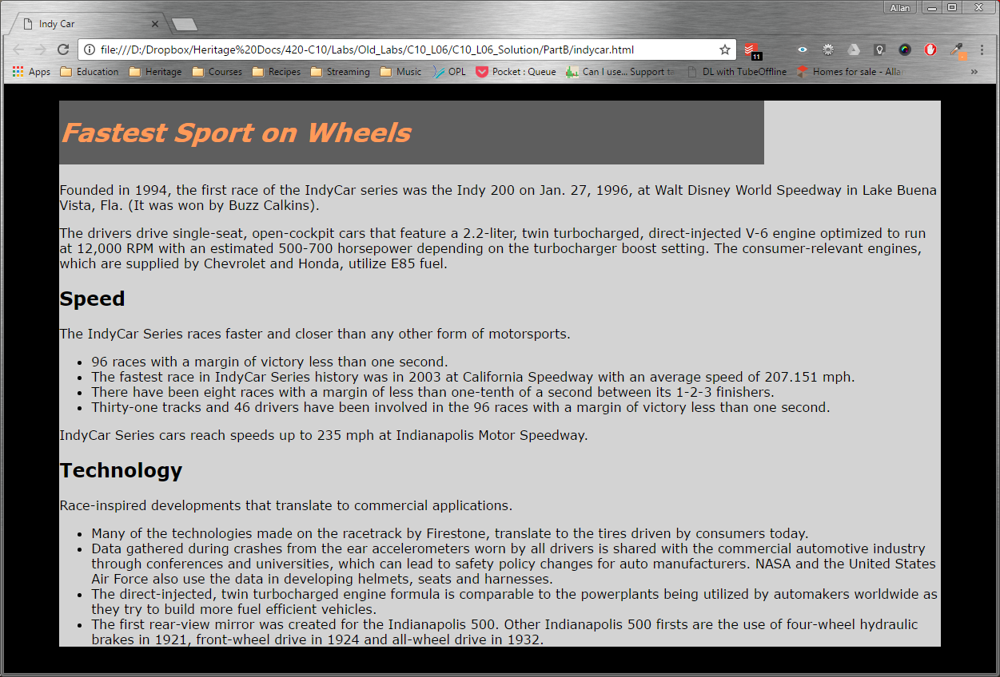 Allan
Indy Car
file:///D:/Dropbox/Heritage%20Docs/420-C10/Labs/Old_Labs/C10_L06/C10_L06_Solution/PartB/indycar.html
11
Apps Education Heritage Courses Recipes Streaming Music OPL Pocket : Queue Can I use... Support ta DL with TubeOffline Homes for sale - Allan »
Fastest Sport on Wheels
Founded in 1994, the first race of the IndyCar series was the Indy 200 on Jan. 27, 1996, at Walt Disney World Speedway in Lake Buena
Vista, Fla. (It was won by Buzz Calkins).
The drivers drive single-seat, open-cockpit cars that feature a 2.2-liter, twin turbocharged, direct-injected V-6 engine optimized to run
at 12,000 RPM with an estimated 500-700 horsepower depending on the turbocharger boost setting. The consumer-relevant engines,
which are supplied by Chevrolet and Honda, utilize E85 fuel.
Speed
The IndyCar Series races faster and closer than any other form of motorsports.
• 96 races with a margin of victory less than one second.
• The fastest race in IndyCar Series history was in 2003 at California Speedway with an average speed of 207.151 mph.
• There have been eight races with a margin of less than one-tenth of a second between its 1-2-3 finishers.
• Thirty-one tracks and 46 drivers have been involved in the 96 races with a margin of victory less than one second.
IndyCar Series cars reach speeds up to 235 mph at Indianapolis Motor Speedway.
Technology
Race-inspired developments that translate to commercial applications.
• Many of the technologies made on the racetrack by Firestone, translate to the tires driven by consumers today.
• Data gathered during crashes from the ear accelerometers worn by all drivers is shared with the commercial automotive industry
through conferences and universities, which can lead to safety policy changes for auto manufacturers. NASA and the United States
Air Force also use the data in developing helmets, seats and harnesses.
• The direct-injected, twin turbocharged engine formula is comparable to the powerplants being utilized by automakers worldwide as
they try to build more fuel efficient vehicles.
• The first rear-view mirror was created for the Indianapolis 500. Other Indianapolis 500 firsts are the use of four-wheel hydraulic
brakes in 1921, front-wheel drive in 1924 and all-wheel drive in 1932.